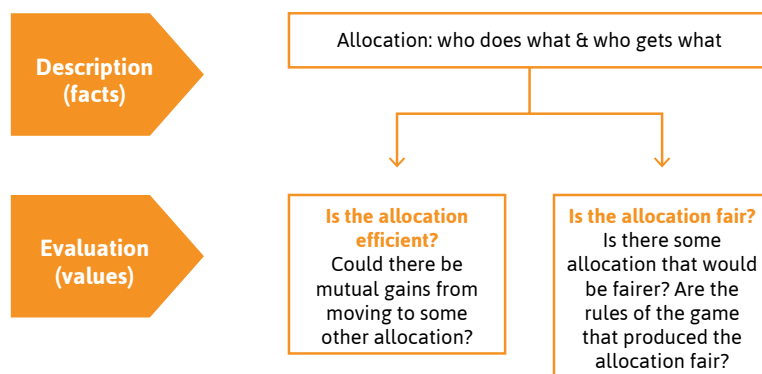 Description
(facts)
Allocation: who does what & who gets what
Evaluation
(values)
Is the allocation
efficient?
Could there be
mutual gains from
moving to some
other allocation?
Is the allocation fair?
Is there some
allocation that would
be fairer? Are the
rules of the game
that produced the
allocation fair?